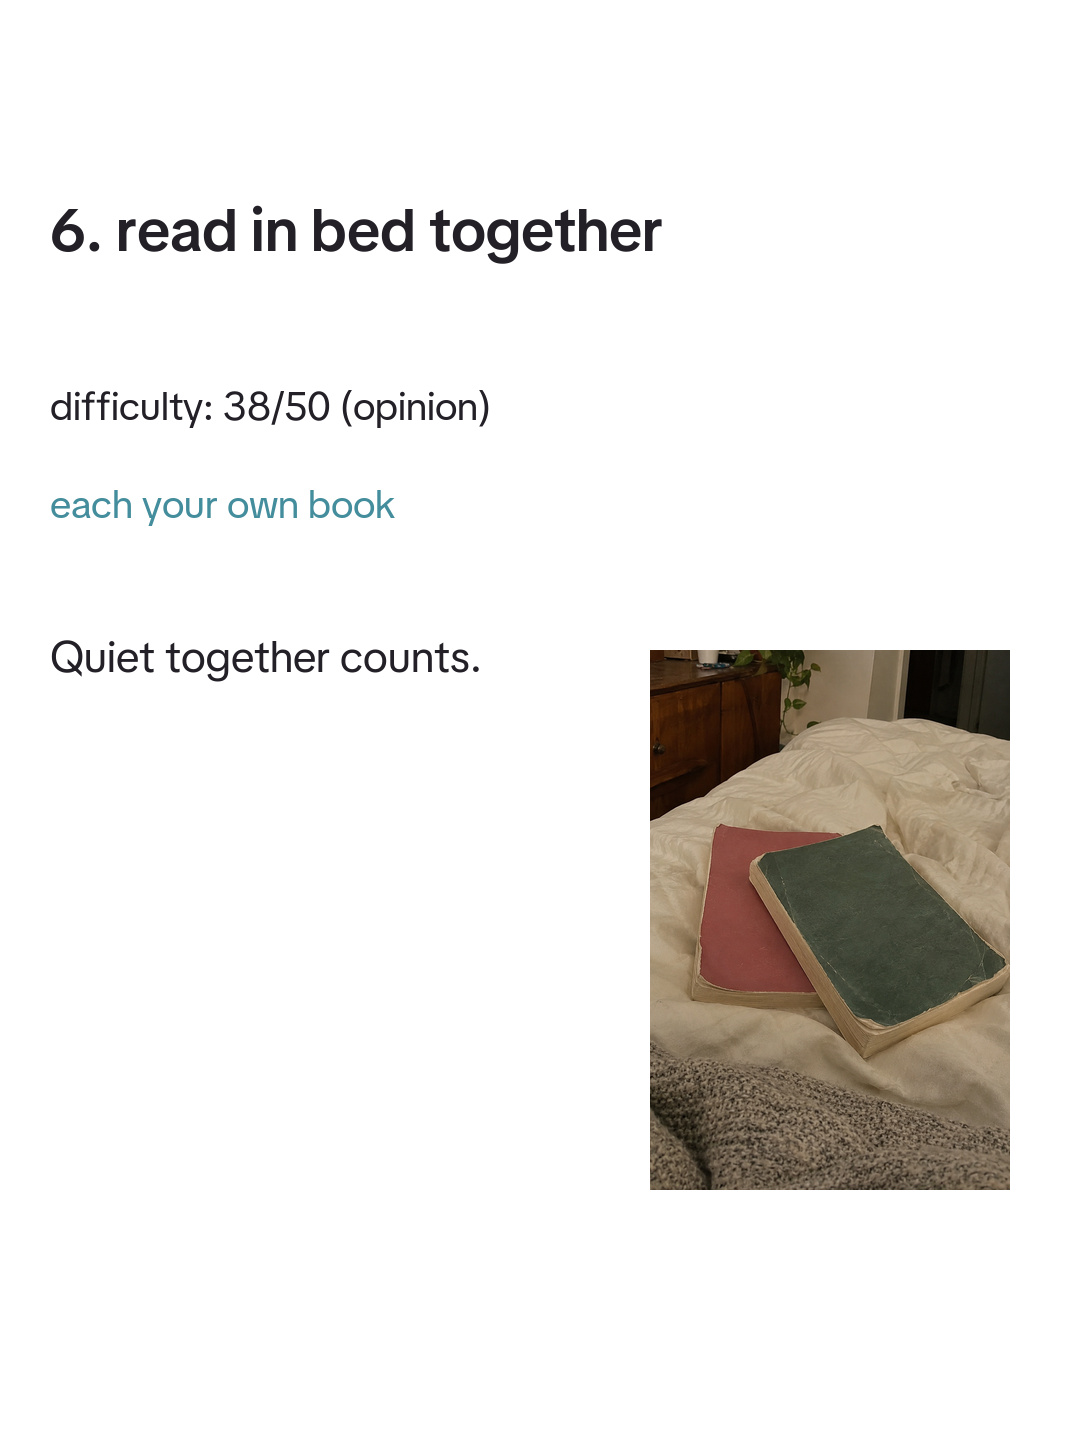 6. read in bed together
difficulty: 38/50 (opinion)
each your own book
Quiet together counts.